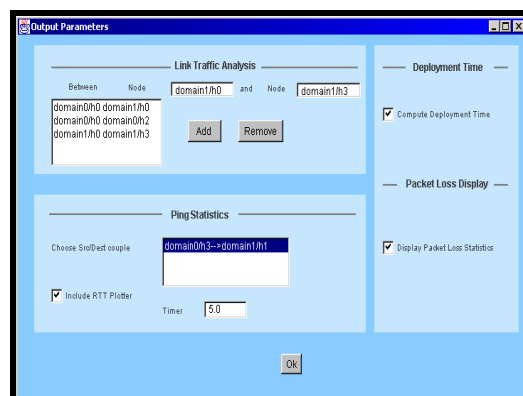 Output Parameters
Link Traffic Analysis
Between Node domain1/h0 and Node domain1/h3
domain0/h0 domain1/h0
domain0/h0 domain0/h2
domain1/h0 domain1/h3
Add Remove
Deployment Time
Compute Deployment Time
Packet Loss Display
Display Packet Loss Statistics
Ping Statistics
Choose Src/Dest couple
domain0/h3-->domain1/h1
Include RTT Plotter
Timer 5.0
Ok